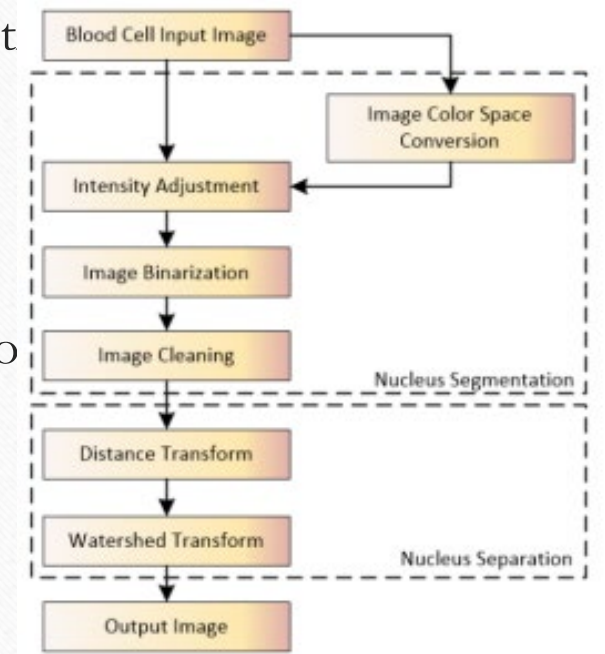 t
Blood Cell Input Image
Image Color Space
Conversion
Intensity Adjustment
Image Binarization
o
Image Cleaning
Nucleus Segmentation
Distance Transform
Watershed Transform
Nucleus Separation
Output Image